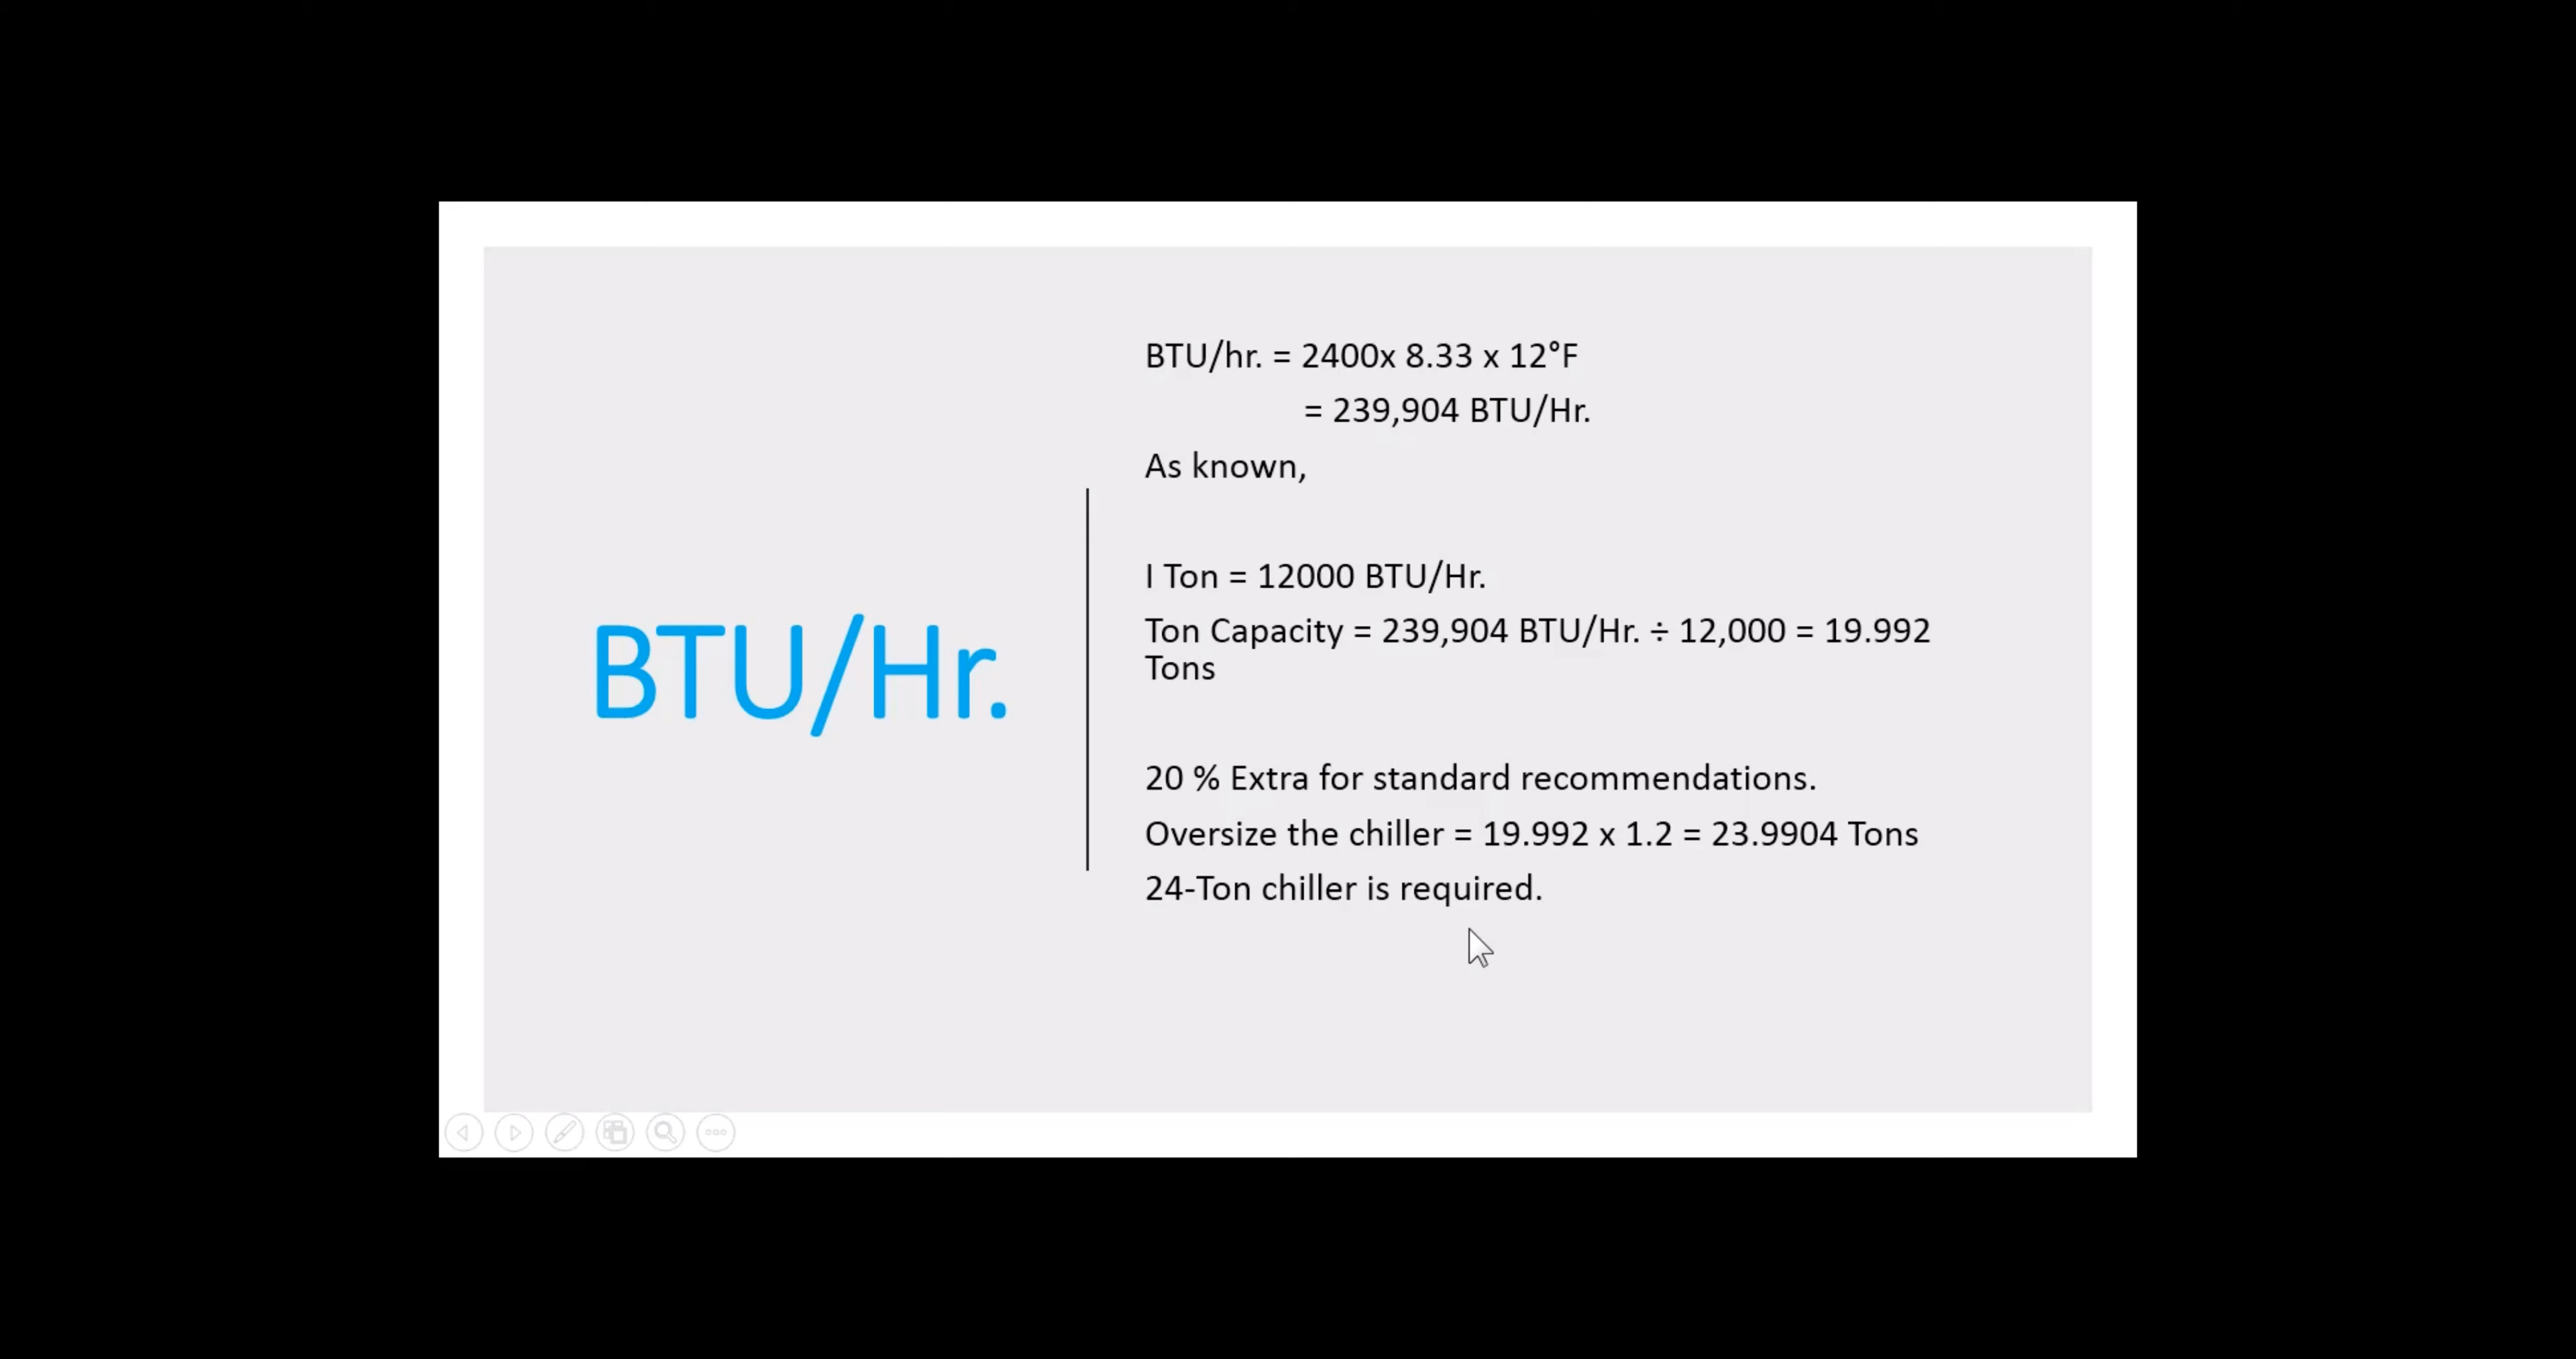 BTU/Hr.
BTU/hr. = 2400x 8.33 x 12°F
= 239,904 BTU/Hr.
As known,
I Ton = 12000 BTU/Hr.
Ton Capacity = 239,904 BTU/Hr. ÷ 12,000 = 19.992
Tons
20 % Extra for standard recommendations.
Oversize the chiller = 19.992 x 1.2 = 23.9904 Tons
24-Ton chiller is required.